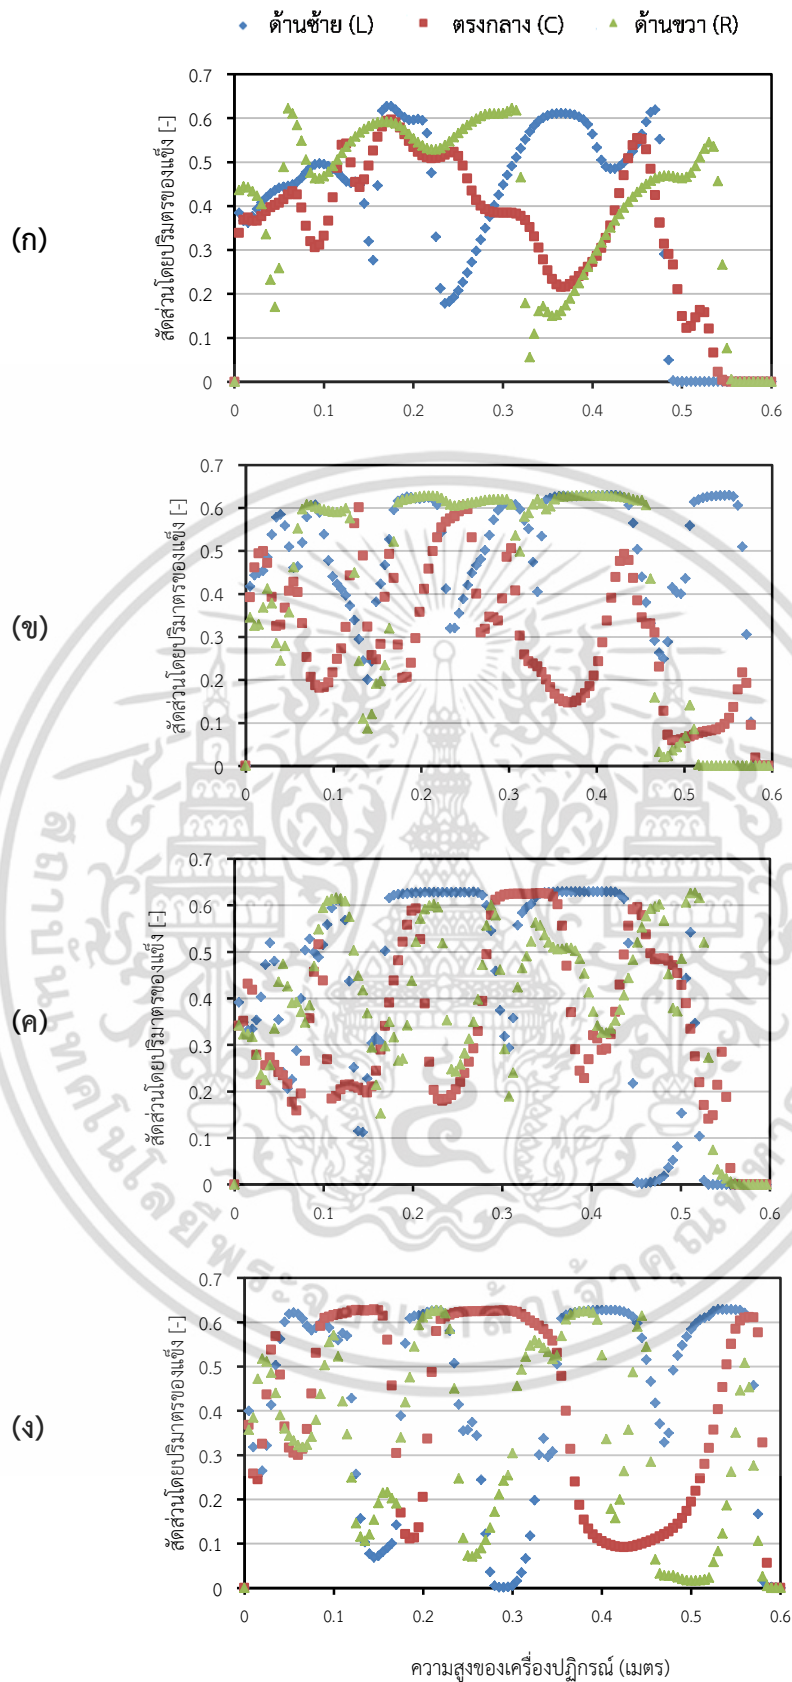 ด้านซ้าย (L) ตรงกลาง (C) ด้านขวา (R)
(ก)
สัดส่วนโดยปริมตรของแข็ง [-]
0.7
0.6
0.5
0.4
0.3
0.2
0.1
0
0 0.1 0.2 0.3 0.4 0.5 0.6
(ข)
สัดส่วนโดยปริมาตรของแข็ง [-]
0.7
0.6
0.5
0.4
0.3
0.2
0.1
0
0 0.1 0.2 0.3 0.4 0.5 0.6
(ค)
สัดส่วนโดยปริมาตรของแข็ง [-]
0.7
0.6
0.5
0.4
0.3
0.2
0.1
0
0 0.1 0.2 0.3 0.4 0.5 0.6
(ง)
สัดส่วนโดยปริมาตรของแข็ง [-]
0.7
0.6
0.5
0.4
0.3
0.2
0.1
0
0 0.1 0.2 0.3 0.4 0.5 0.6
ความสูงของเครื่องปฏิกรณ์ (เมตร)